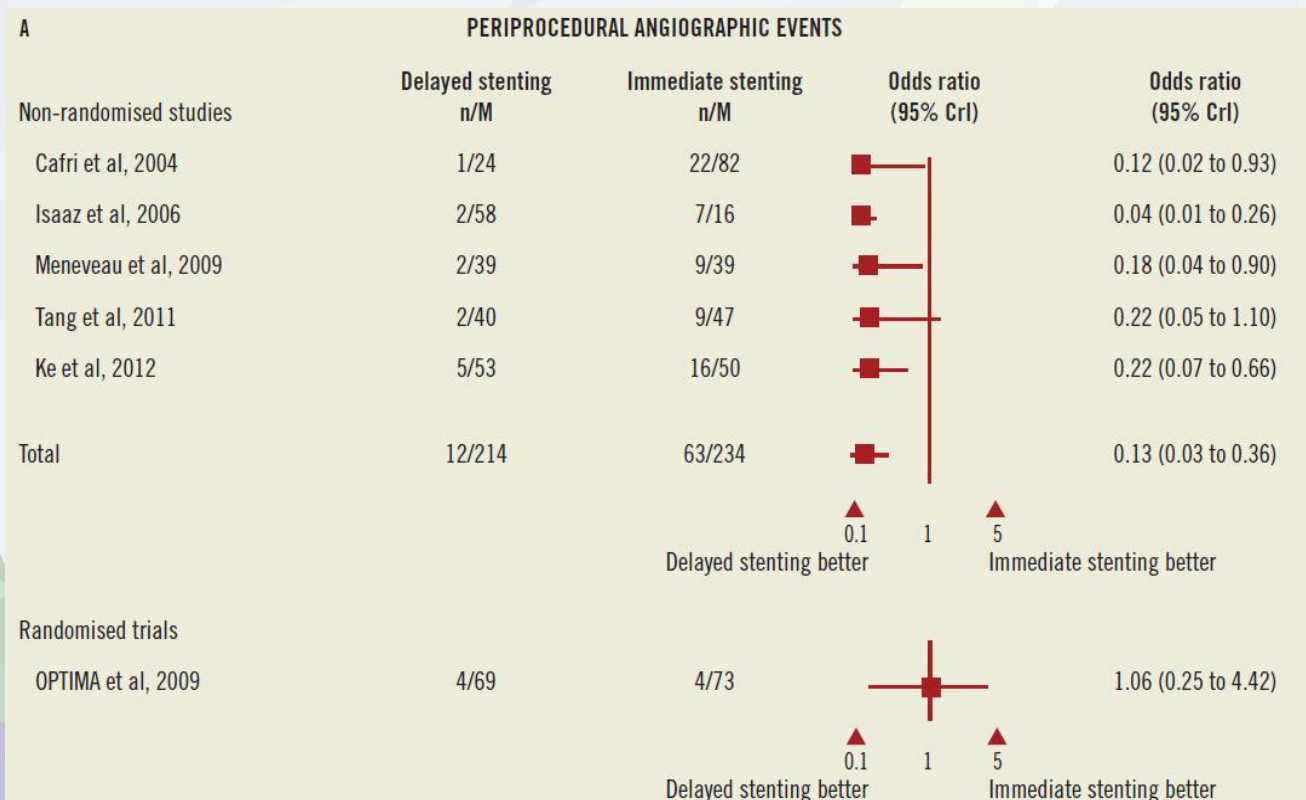 A PERIPROCEDURAL ANGIOGRAPHIC EVENTS
Delayed stenting Immediate stenting Odds ratio Odds ratio
Non-randomised studies n/M n/M (95% CrI) (95% CrI)
Cafri et al, 2004 1/24 22/82 0.12 (0.02 to 0.93)
Isaaz et al, 2006 2/58 7/16 0.04 (0.01 to 0.26)
Meneveau et al, 2009 2/39 9/39 0.18 (0.04 to 0.90)
Tang et al, 2011 2/40 9/47 0.22 (0.05 to 1.10)
Ke et al, 2012 5/53 16/50 0.22 (0.07 to 0.66)
Total 12/214 63/234 0.13 (0.03 to 0.36)
0.1 1 5
Delayed stenting better Immediate stenting better
Randomised trials
OPTIMA et al, 2009 4/69 4/73 1.06 (0.25 to 4.42)
0.1 1 5
Delayed stenting better Immediate stenting better